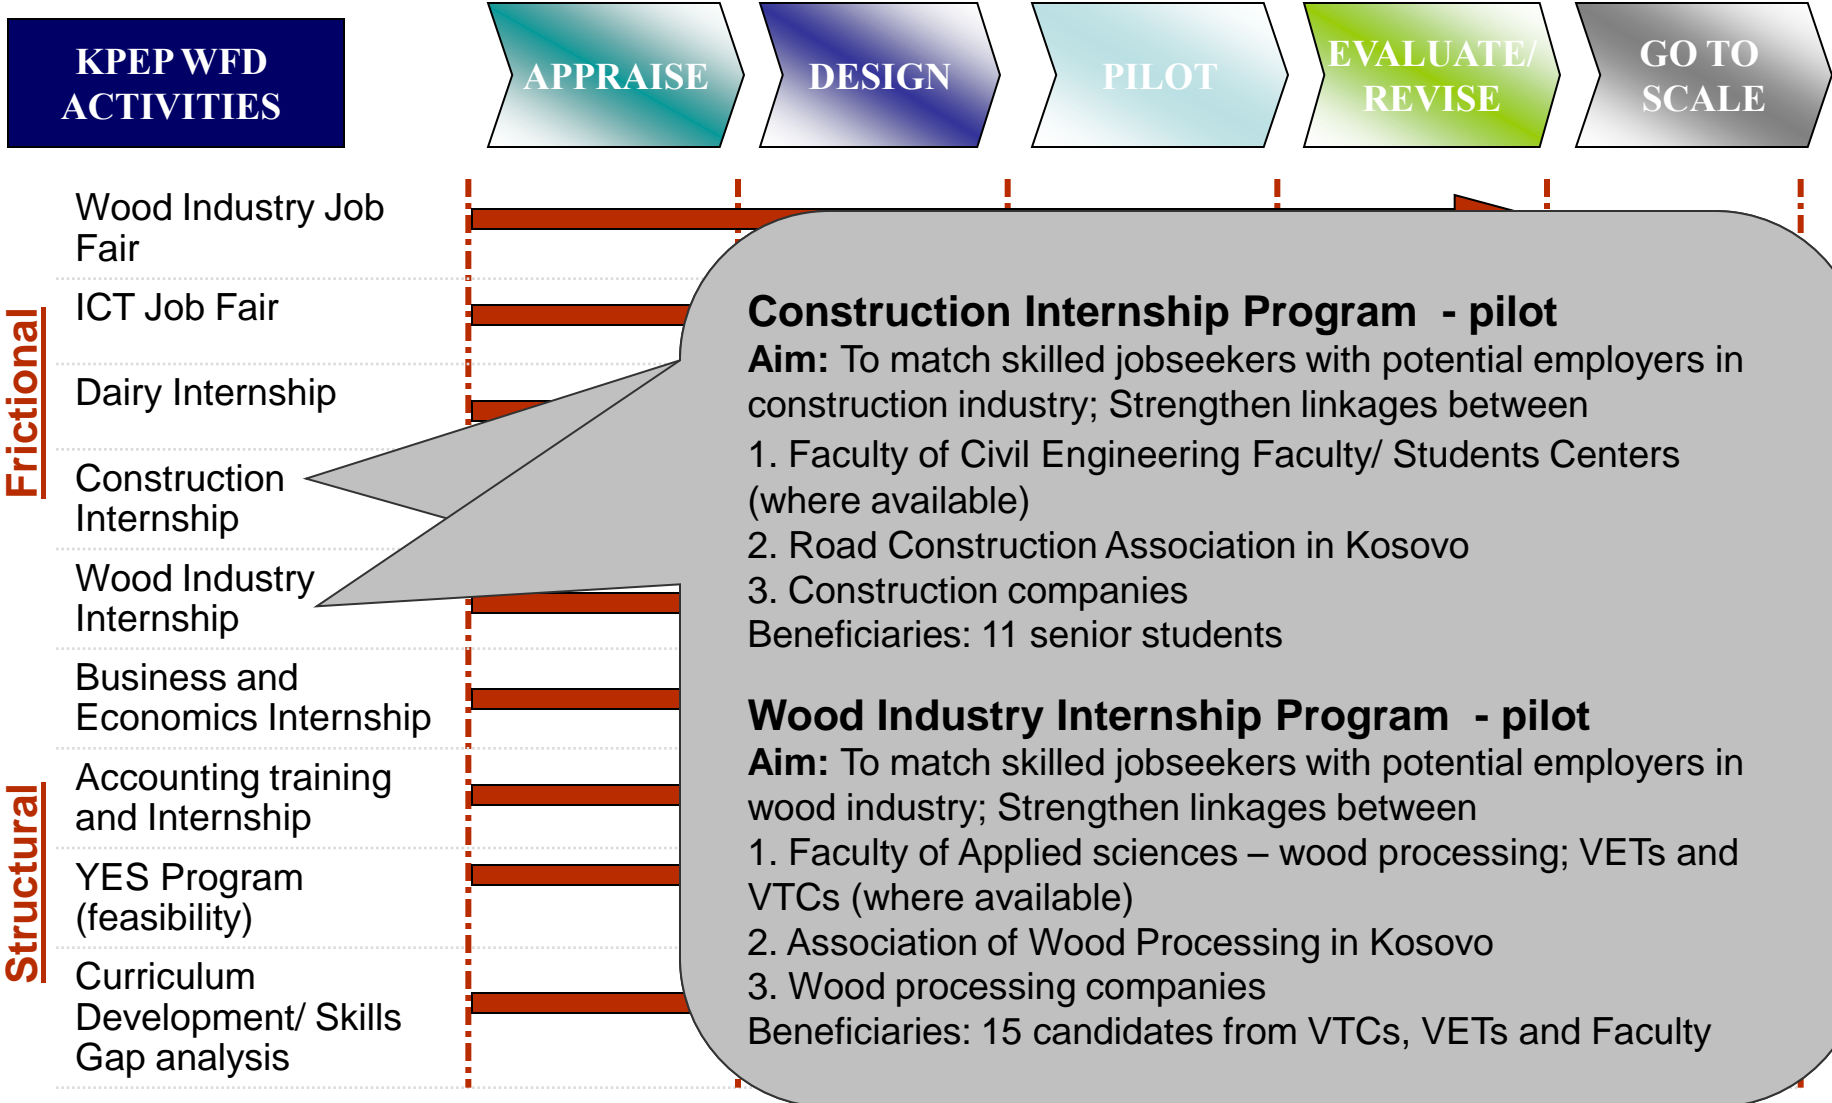 KPEP WFD
ACTIVITIES
APPRAISE
DESIGN
PILOT
EVALUATE/
REVISE
GO TO
SCALE
Frictional
Wood Industry Job
Fair
ICT Job Fair
Dairy Internship
Construction
Internship
Wood Industry
Internship
Business and
Economics Internship
Structural
Accounting training
and Internship
YES Program
(feasibility)
Curriculum
Development/ Skills
Gap analysis
Construction Internship Program - pilot
Aim: To match skilled jobseekers with potential employers in
construction industry; Strengthen linkages between
1. Faculty of Civil Engineering Faculty/ Students Centers
(where available)
2. Road Construction Association in Kosovo
3. Construction companies
Beneficiaries: 11 senior students
Wood Industry Internship Program - pilot
Aim: To match skilled jobseekers with potential employers in
wood industry; Strengthen linkages between
1. Faculty of Applied sciences – wood processing; VETs and
VTCs (where available)
2. Association of Wood Processing in Kosovo
3. Wood processing companies
Beneficiaries: 15 candidates from VTCs, VETs and Faculty